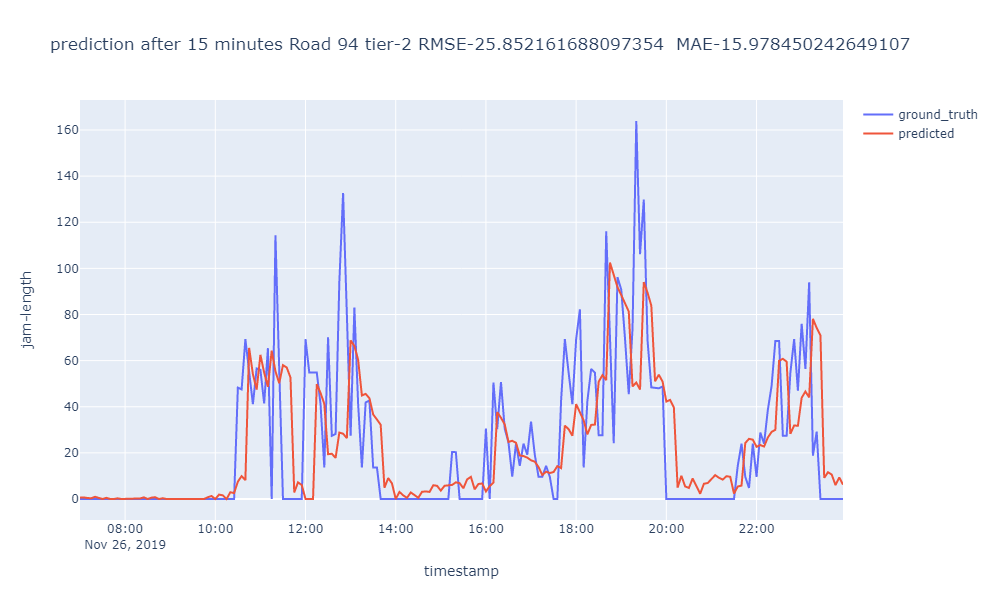 prediction after 15 minutes Road 94 tier-2 RMSE-25.852161688097354  MAE-15.978450242649107
ground_truth
predicted
160
140
120
100
80
60
40
20
0
jam-length
08:00 10:00 12:00 14:00 16:00 18:00 20:00 22:00
Nov 26, 2019
timestamp